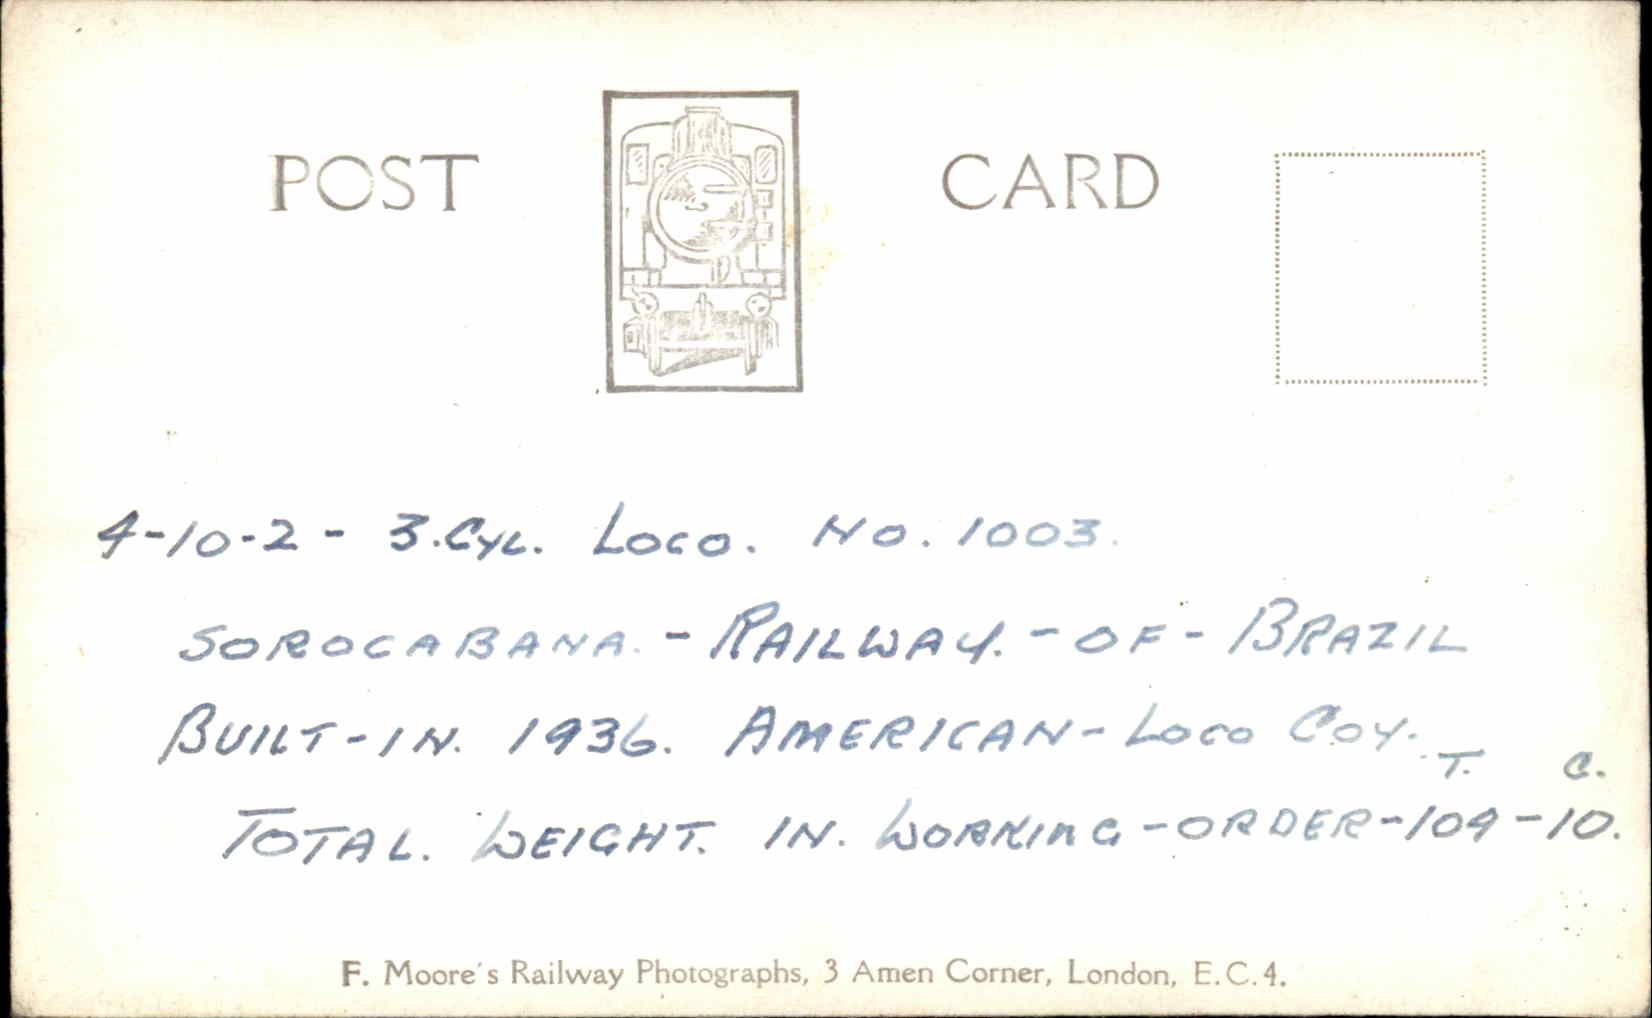 POST CARD
4-10-2 - 3.Cyl. Loco. No. 1003.
SOROCABANA. - RAILWAY. - OF - BRAZIL
BUILT - IN. 1936. AMERICAN - Loco Coy.
T. C.
TOTAL. WEIGHT. IN. WORKING - ORDER - 109 - 10.
F. Moore's Railway Photographs, 3 Amen Corner, London, E.C.4.